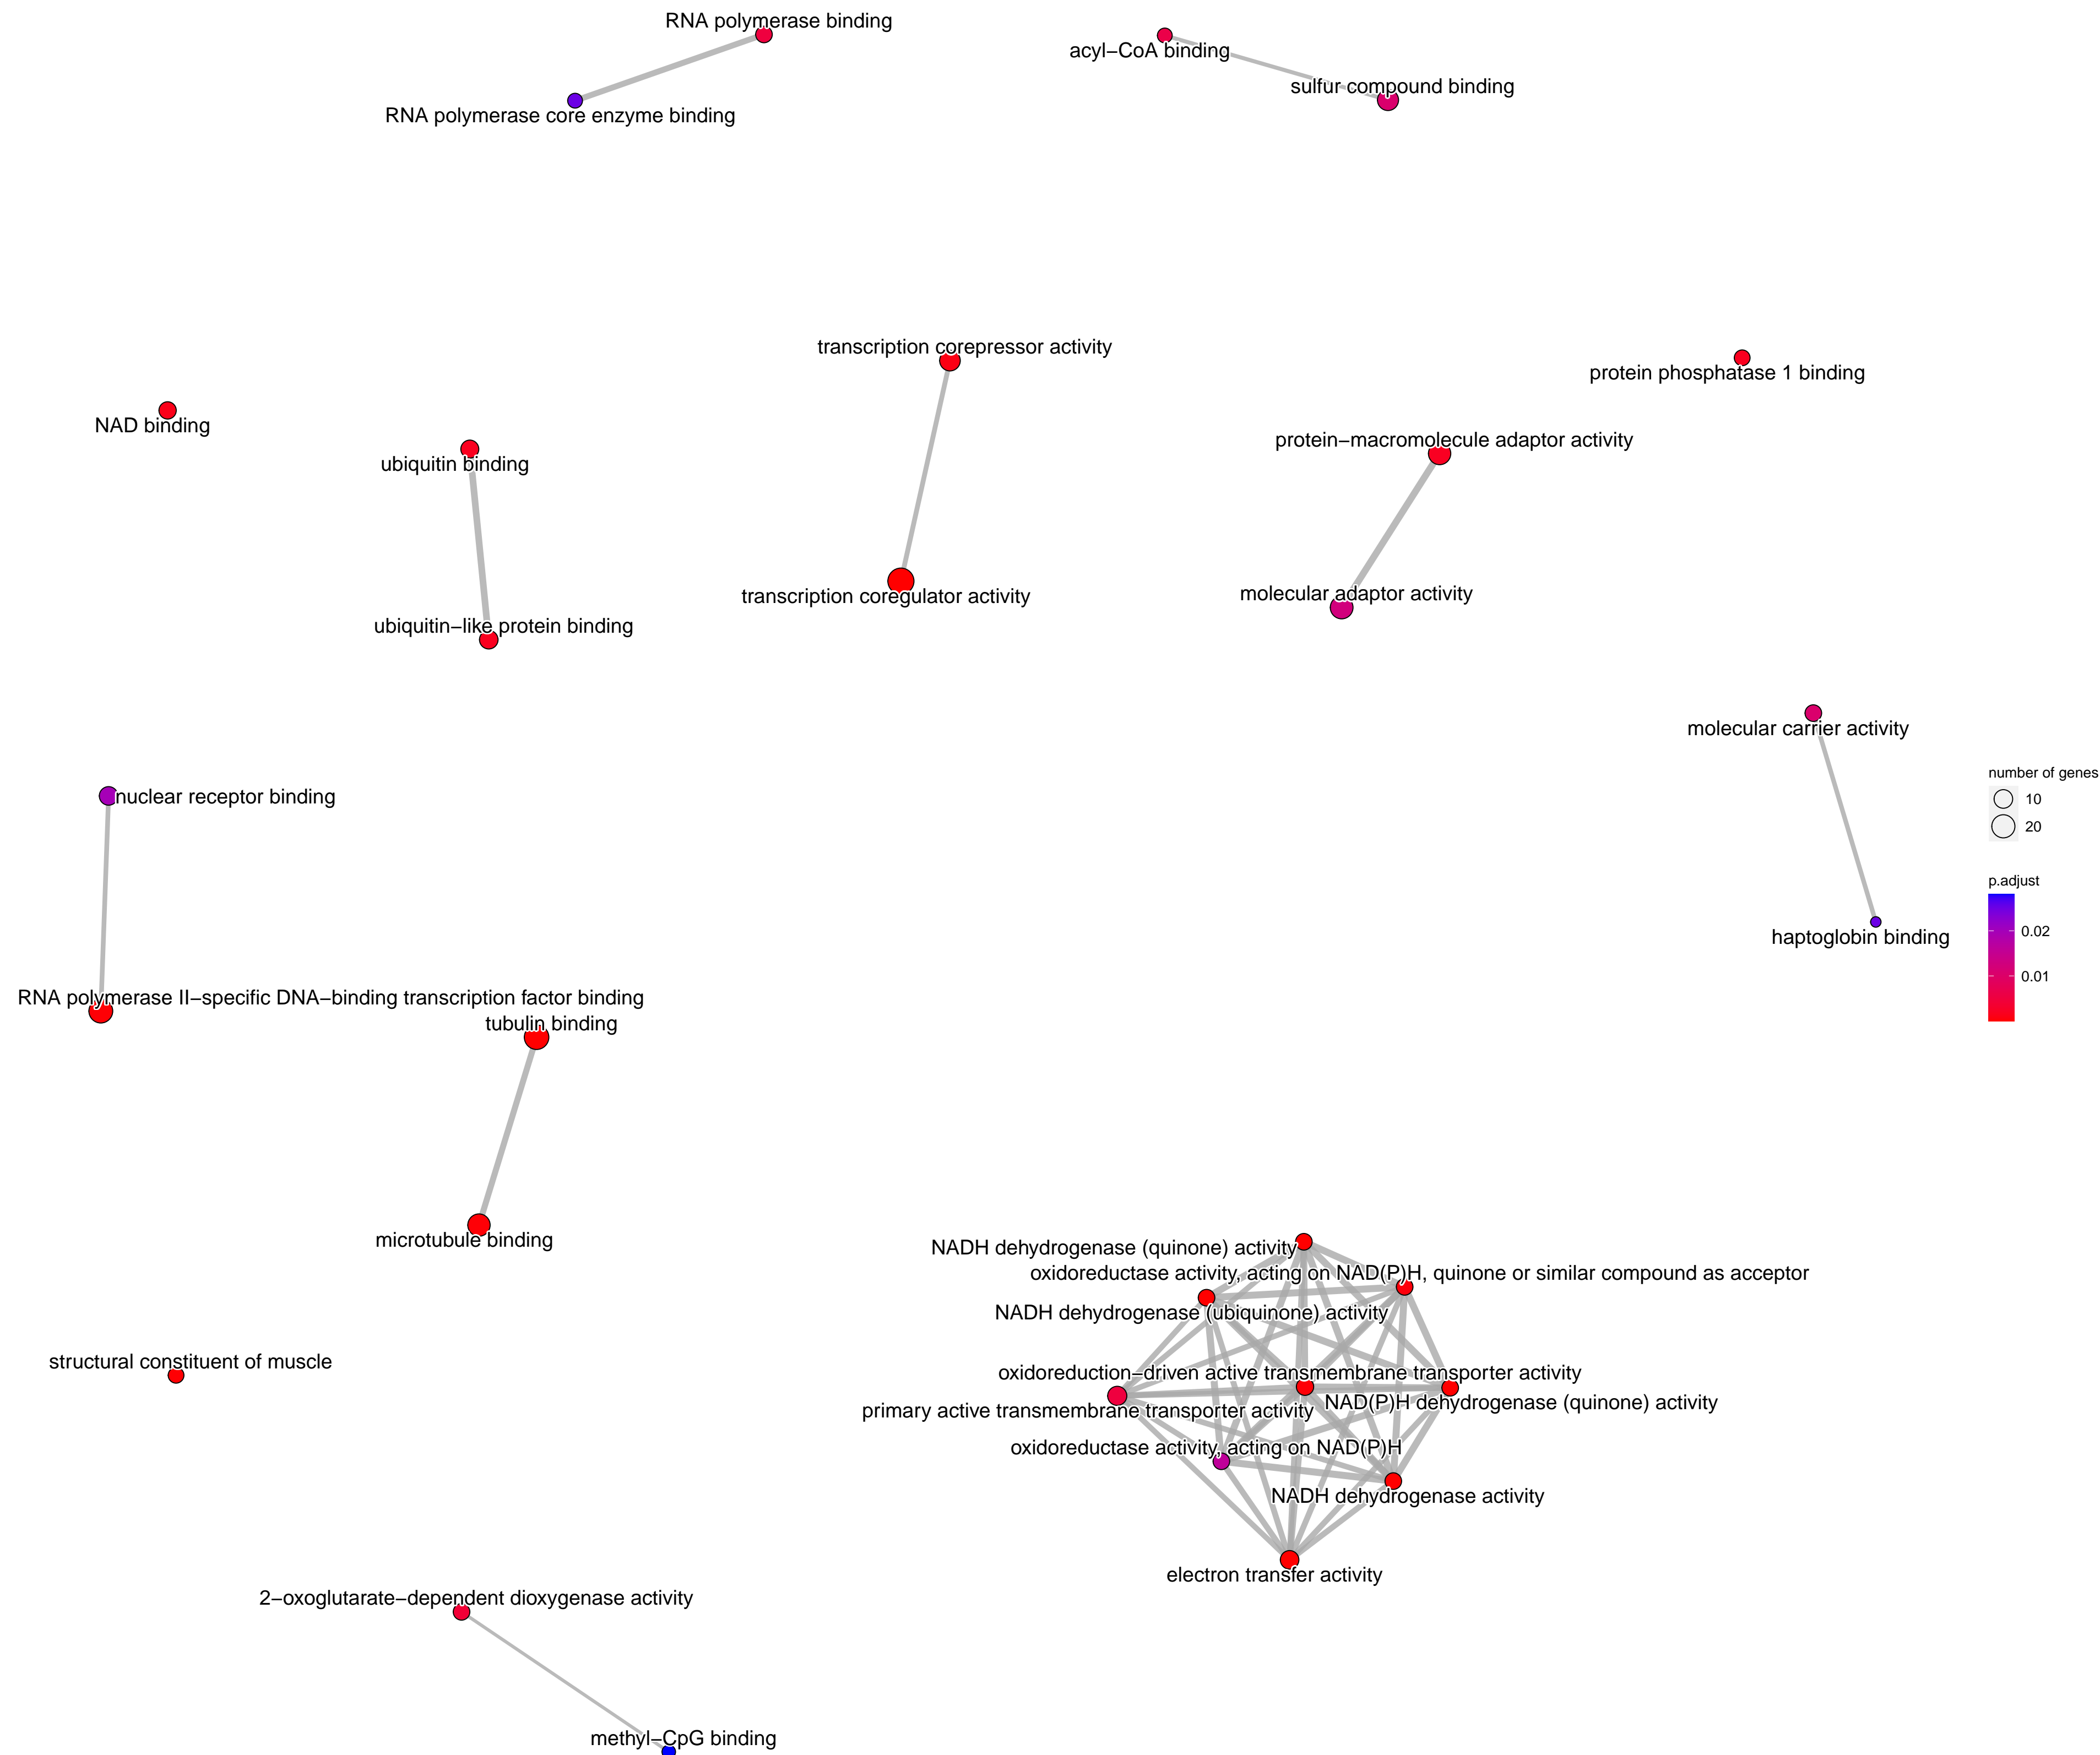 RNA polymerase binding
acyl−CoA binding
sulfur compound binding
RNA polymerase core enzyme binding
transcription corepressor activity
protein phosphatase 1 binding
NAD binding
protein−macromolecule adaptor activity
ubiquitin binding
molecular adaptor activity
transcription coregulator activity
ubiquitin−like protein binding
molecular carrier activity
number of genes
10
20
nuclear receptor binding
p.adjust
0.02
0.01
haptoglobin binding
RNA polymerase II−specific DNA−binding transcription factor binding
tubulin binding
microtubule binding
NADH dehydrogenase (quinone) activity
oxidoreductase activity, acting on NAD(P)H, quinone or similar compound as acceptor
NADH dehydrogenase (ubiquinone) activity
structural constituent of muscle
oxidoreduction−driven active transmembrane transporter activity
NAD(P)H dehydrogenase (quinone) activity
primary active transmembrane transporter activity
oxidoreductase activity, acting on NAD(P)H
NADH dehydrogenase activity
electron transfer activity
2−oxoglutarate−dependent dioxygenase activity
methyl−CpG binding